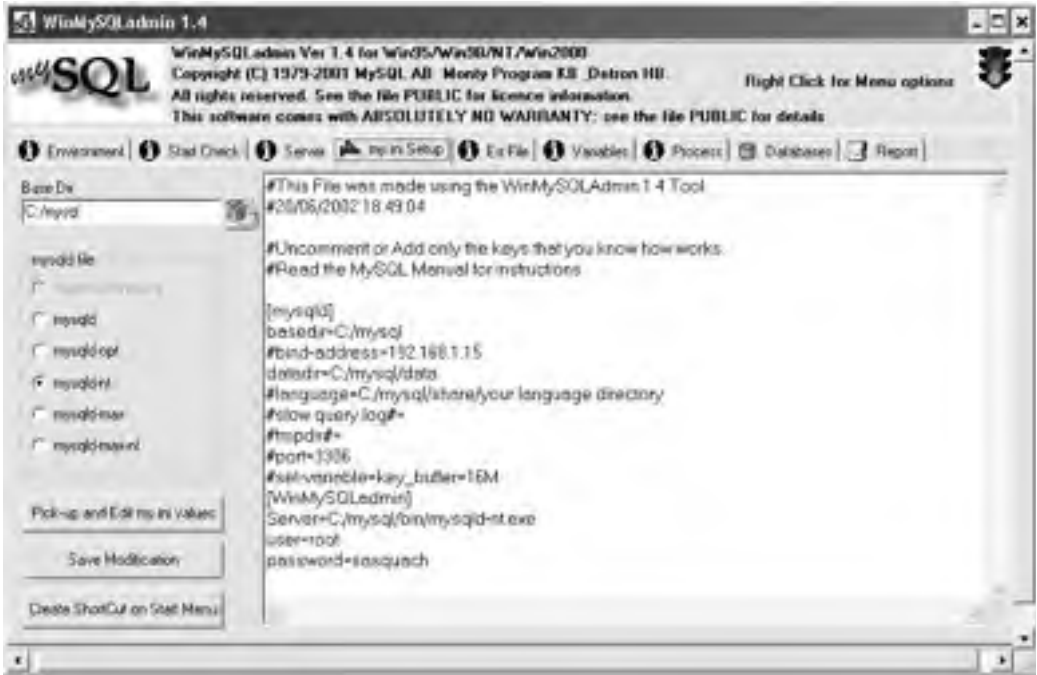 WinMySQLadmin 1.4
mySQL
WinMySQLadmin Ver 1.4 for Win95/Win98/NT/Win2000
Copyright (C) 1979-2001 MySQL AB Monty Program KB Detron HB.
All rights reserved. See the file PUBLIC for licence information.
This software comes with ABSOLUTELY NO WARRANTY: see the file PUBLIC for details
Right Click for Menu options
Environment Start Check Server my.ini Setup Err File Variables Process Databases Report
Base Dir
C:/mysql
mysqld file
mysqld
mysqld-opt
mysqld-nt
mysqld-max
mysqld-max-nt
Pick-up and Edit my.ini values
Save Modification
Create ShortCut on Start Menu
#This File was made using the WinMySQLAdmin 1.4 Tool
#20/06/2002 18:49:04
#Uncomment or Add only the keys that you know how works.
#Read the MySQL Manual for instructions
[mysqld]
basedir=C:/mysql
#bind-address=192.168.1.15
datadir=C:/mysql/data
#language=C:/mysql/share/your language directory
#slow query log#=
#tmpdir#=
#port=3306
#set-variable=key_buffer=16M
[WinMySQLadmin]
Server=C:/mysql/bin/mysqld-nt.exe
user=root
password=sasquach